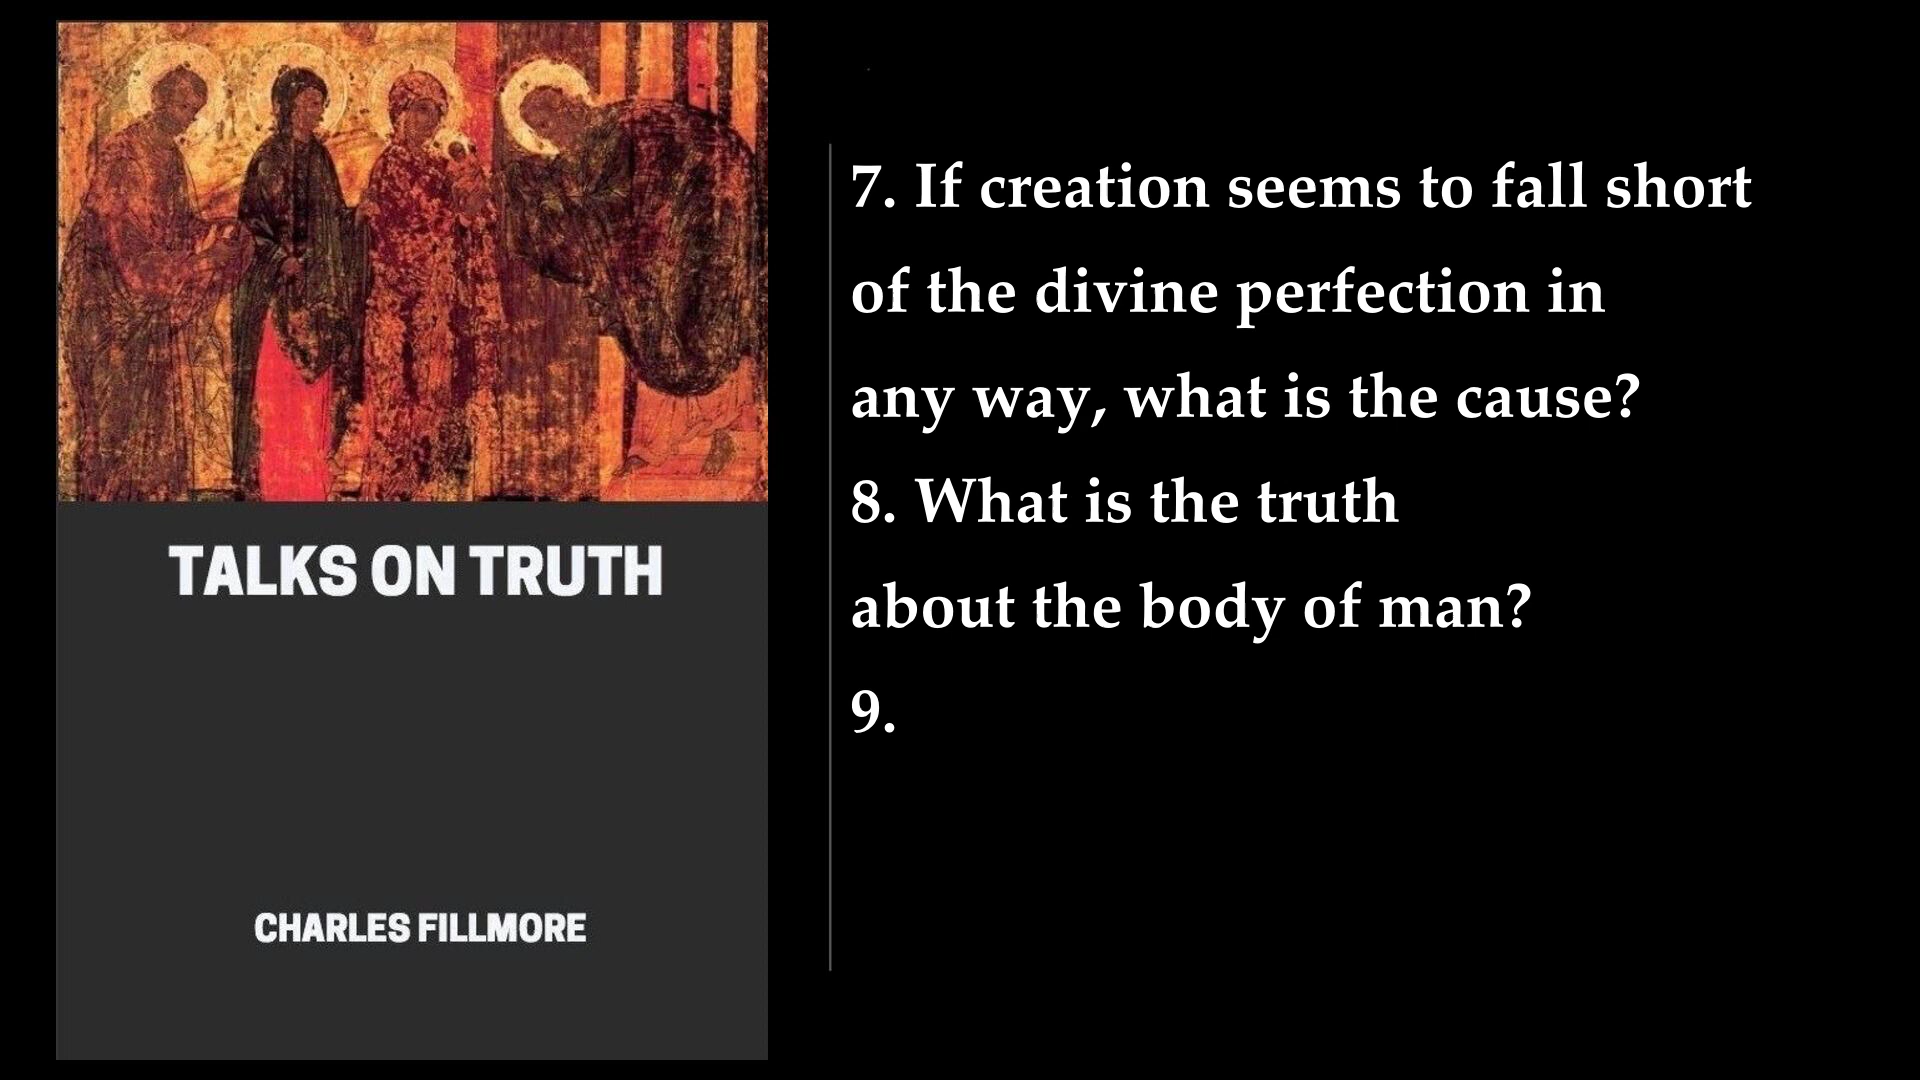 TALKS ON TRUTH
CHARLES FILLMORE
7. If creation seems to fall short
of the divine perfection in
any way, what is the cause?
8. What is the truth
about the body of man?
9.